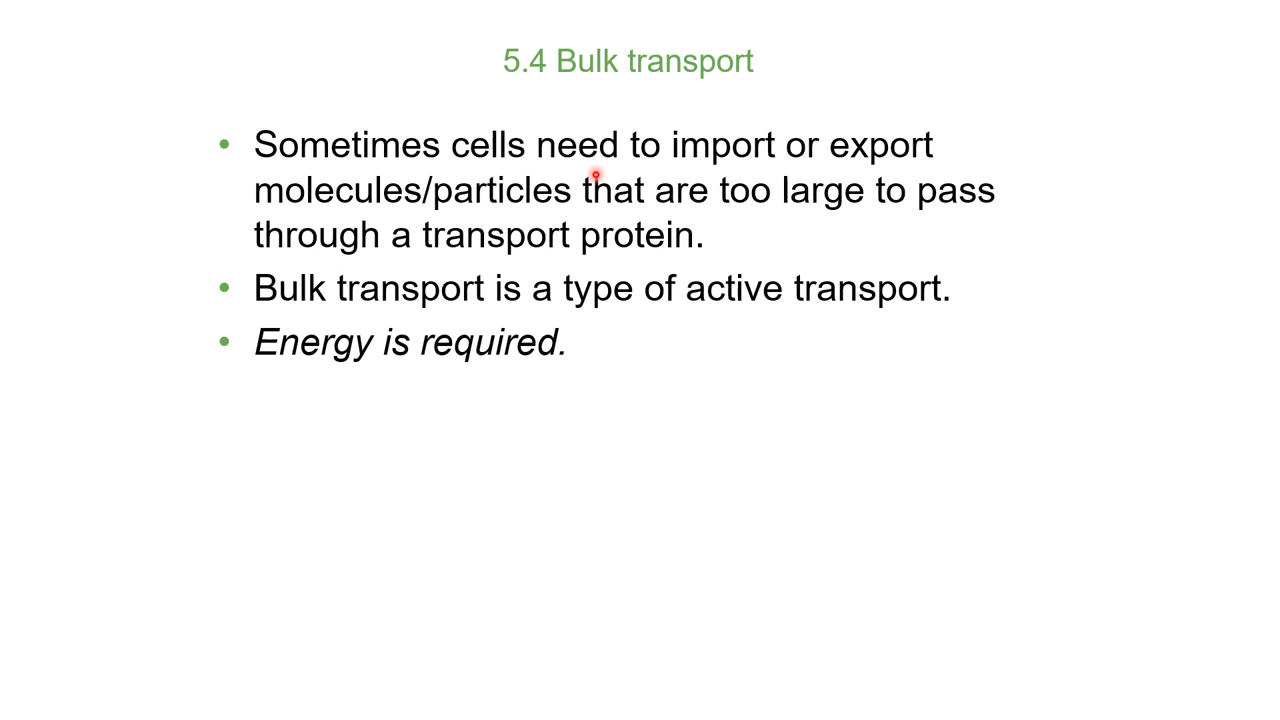 5.4 Bulk transport
• Sometimes cells need to import or export
molecules/particles that are too large to pass
through a transport protein.
• Bulk transport is a type of active transport.
• Energy is required.